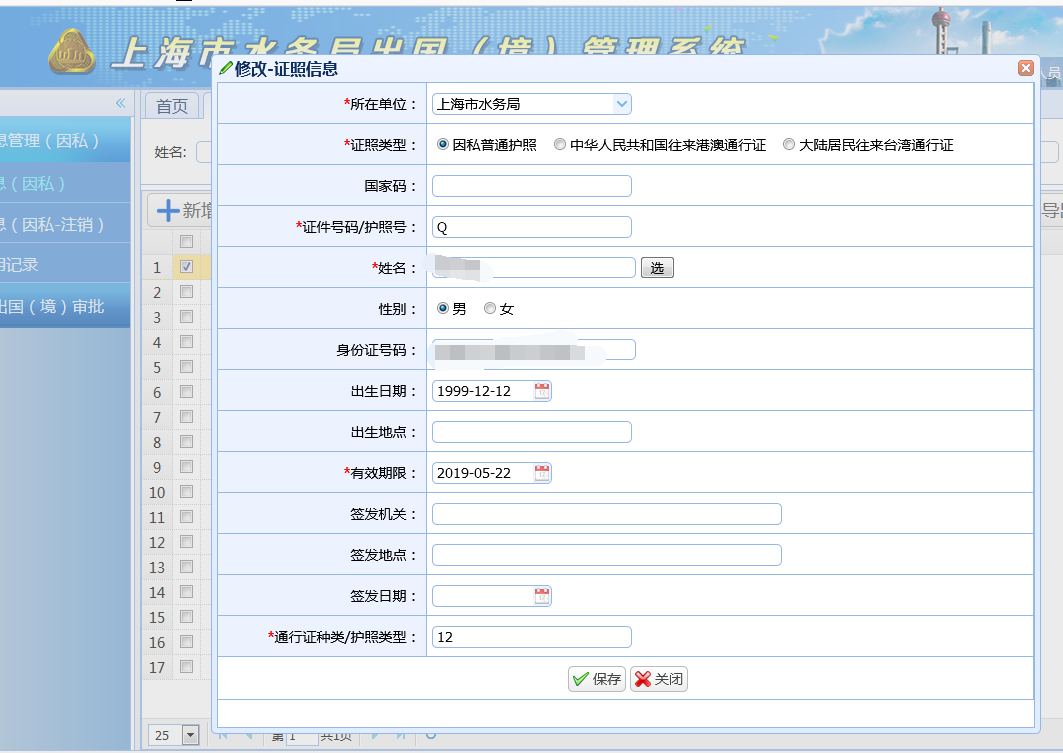 上海市水务局出国（境）管理系统
修改-证照信息
人员
«
首页
息管理（因私）
姓名:
息（因私）
息（因私-注销）
新增
导出
用记录
出国（境）审批
*所在单位： 上海市水务局
*证照类型： 因私普通护照 中华人民共和国往来港澳通行证 大陆居民往来台湾通行证
国家码：
*证件号码/护照号： Q
*姓名： 选
性别： 男 女
身份证号码：
出生日期： 1999-12-12
出生地点：
*有效期限： 2019-05-22
签发机关：
签发地点：
签发日期：
*通行证种类/护照类型： 12
保存 关闭
1
2
3
4
5
6
7
8
9
10
11
12
13
14
15
16
17
25 第 1 共1页